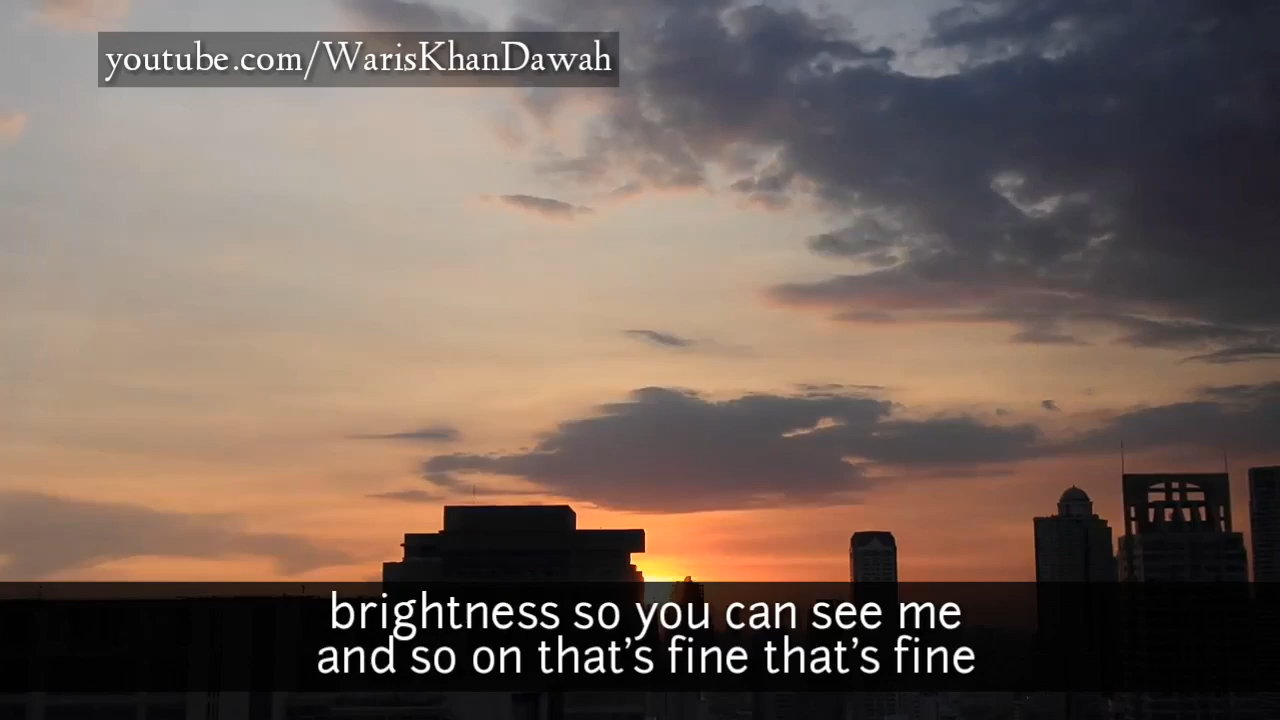 youtube.com/WarisKhanDawah
brightness so you can see me
and so on that's fine that's fine